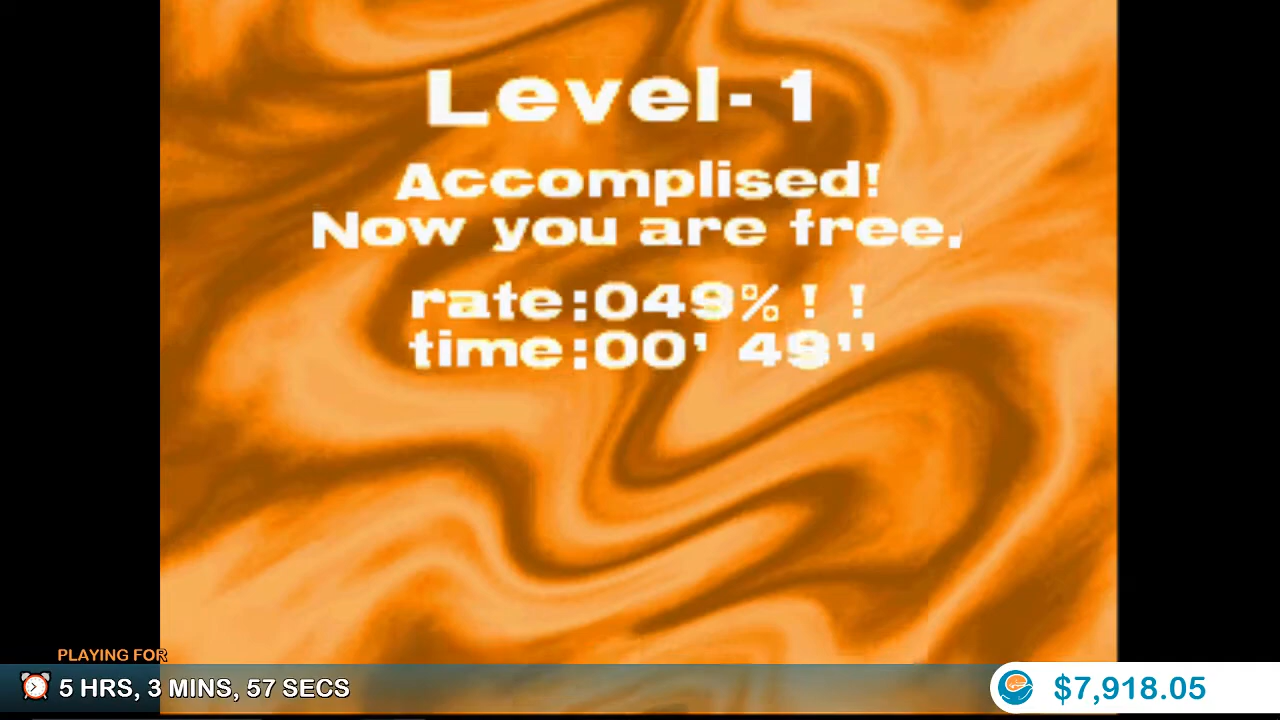 Level-1
Accomplised!
Now you are free.
rate:049%!!
time:00' 49''
PLAYING FOR
5 HRS, 3 MINS, 57 SECS
$7,918.05